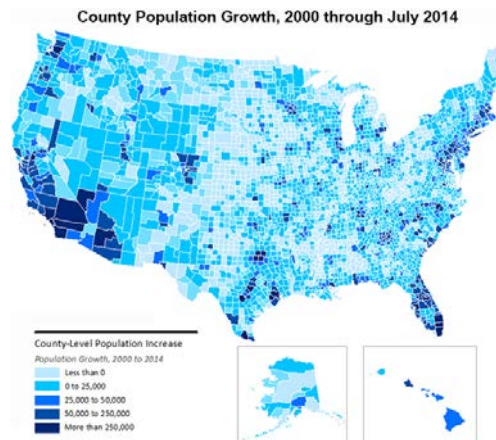 County Population Growth, 2000 through July 2014
County-Level Population Increase
Population Growth, 2000 to 2014
Less than 0
0 to 25,000
25,000 to 50,000
50,000 to 250,000
More than 250,000